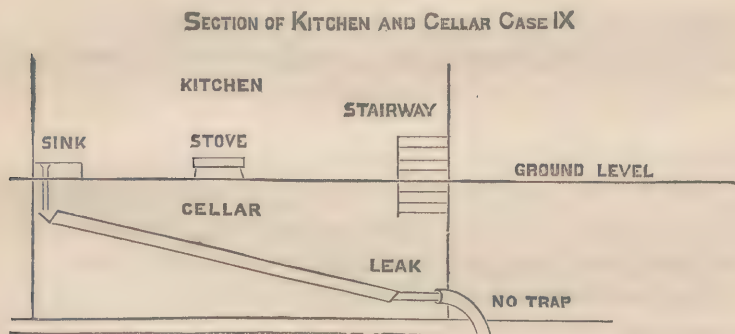 SECTION OF KITCHEN AND CELLAR CASE IX
KITCHEN
STAIRWAY
SINK
STOVE
GROUND LEVEL
CELLAR
LEAK
NO TRAP